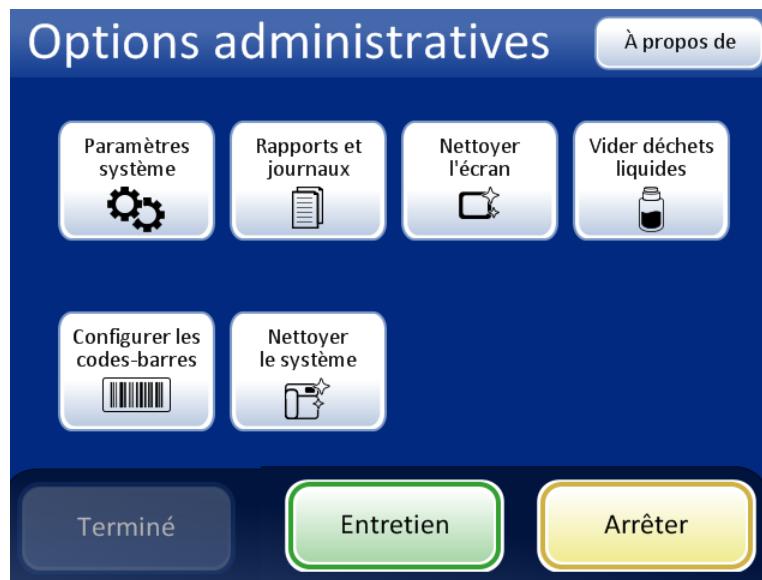 Options administratives
À propos de
Paramètres
système
Rapports et
journaux
Nettoyer
l'écran
Vider déchets
liquides
Configurer les
codes-barres
Nettoyer
le système
Terminé
Entretien
Arrêter